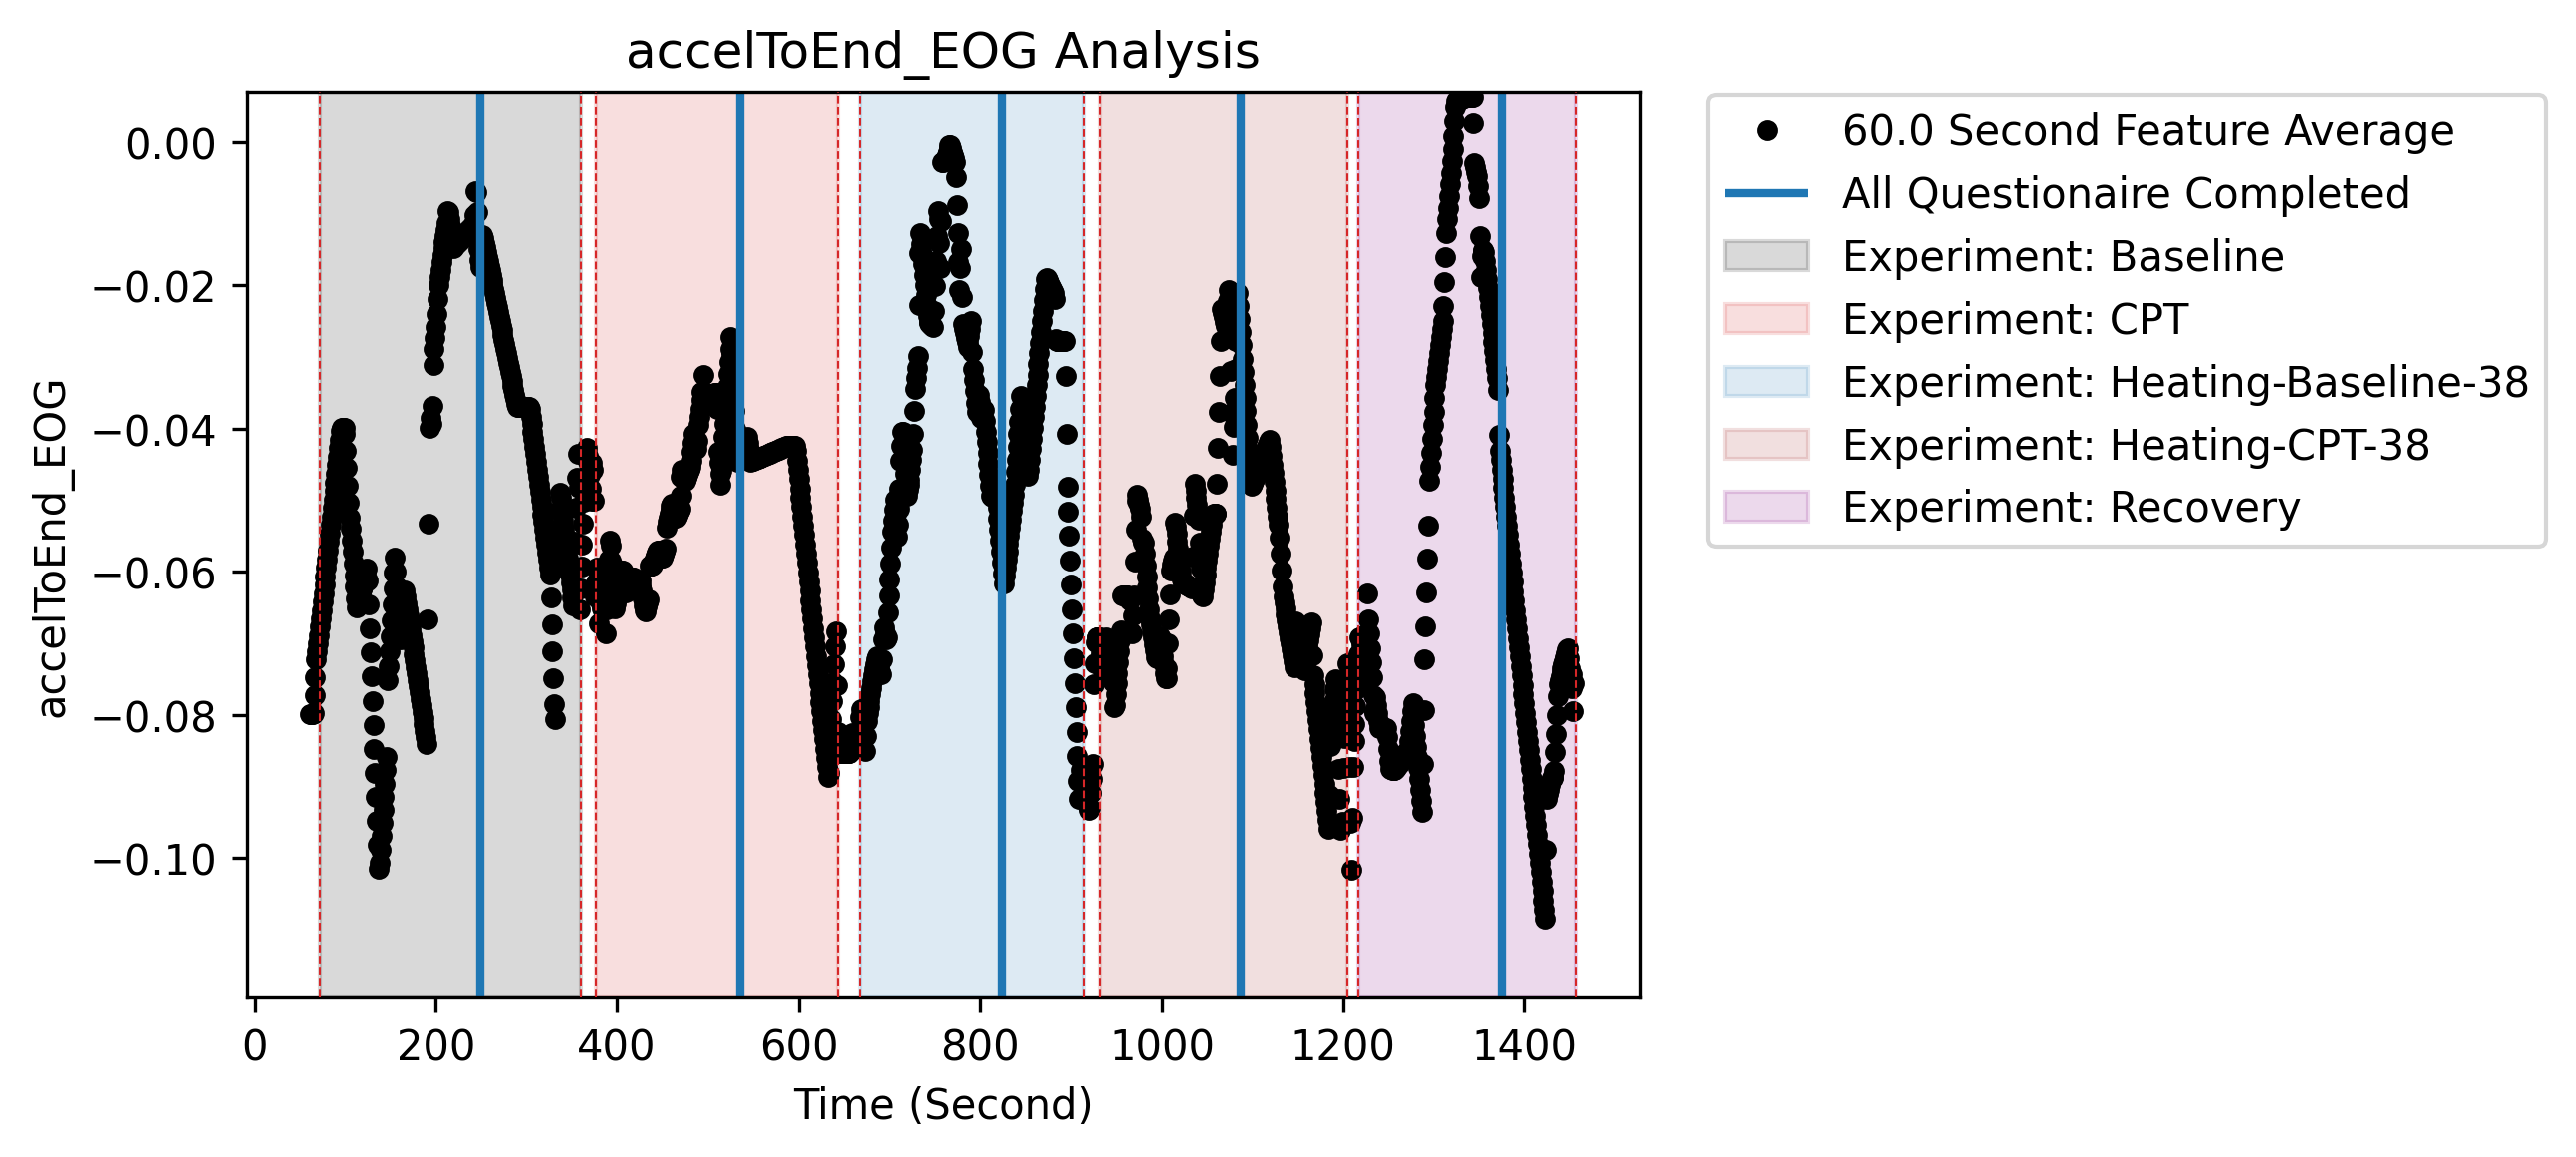 accelToEnd_EOG Analysis
accelToEnd_EOG
0.00
−0.02
−0.04
−0.06
−0.08
−0.10
0 200 400 600 800 1000 1200 1400
Time (Second)
60.0 Second Feature Average
All Questionaire Completed
Experiment: Baseline
Experiment: CPT
Experiment: Heating-Baseline-38
Experiment: Heating-CPT-38
Experiment: Recovery